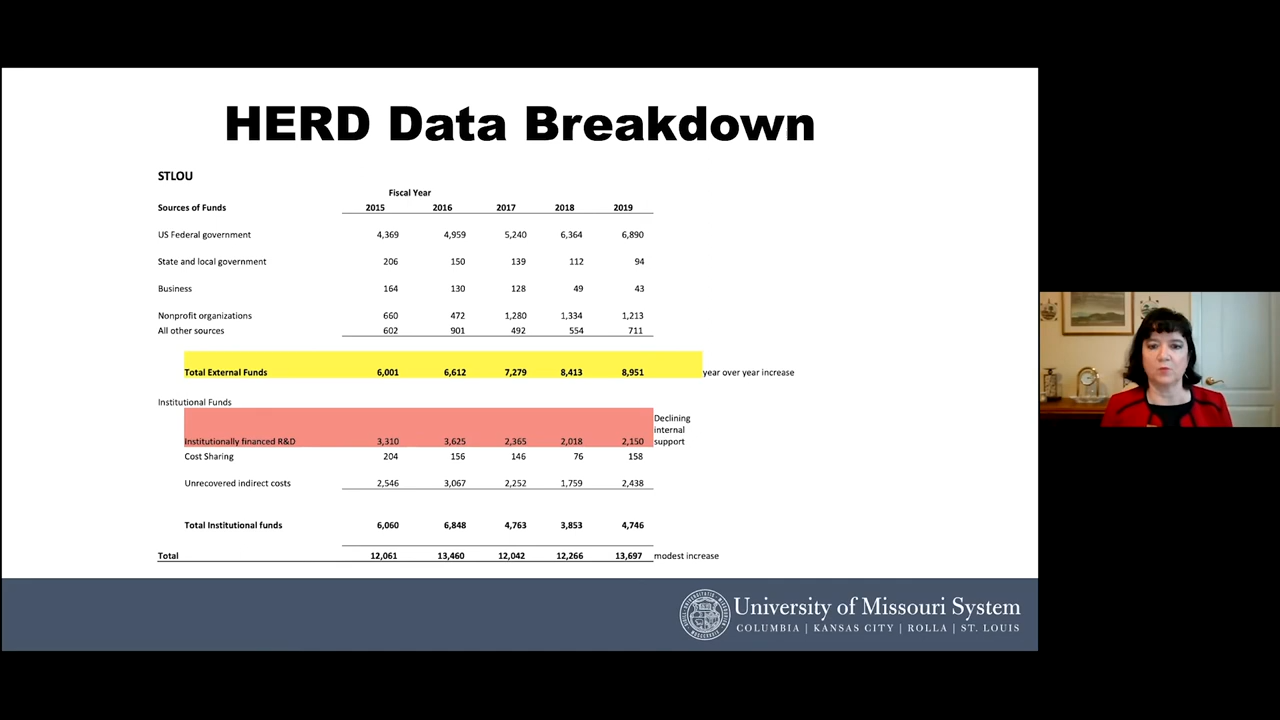 HERD Data Breakdown
STLOU
Fiscal Year
Sources of Funds 2015 2016 2017 2018 2019
US Federal government 4,369 4,959 5,240 6,364 6,890
State and local government 206 150 139 112 94
Business 164 130 128 49 43
Nonprofit organizations 660 472 1,280 1,334 1,213
All other sources 602 901 492 554 711
Total External Funds 6,001 6,612 7,279 8,413 8,951 year over year increase
Institutional Funds
Declining
internal
Institutionally financed R&D 3,310 3,625 2,365 2,018 2,150 support
Cost Sharing 204 156 146 76 158
Unrecovered indirect costs 2,546 3,067 2,252 1,759 2,438
Total Institutional funds 6,060 6,848 4,763 3,853 4,746
Total 12,061 13,460 12,042 12,266 13,697 modest increase
University of Missouri System
COLUMBIA | KANSAS CITY | ROLLA | ST. LOUIS